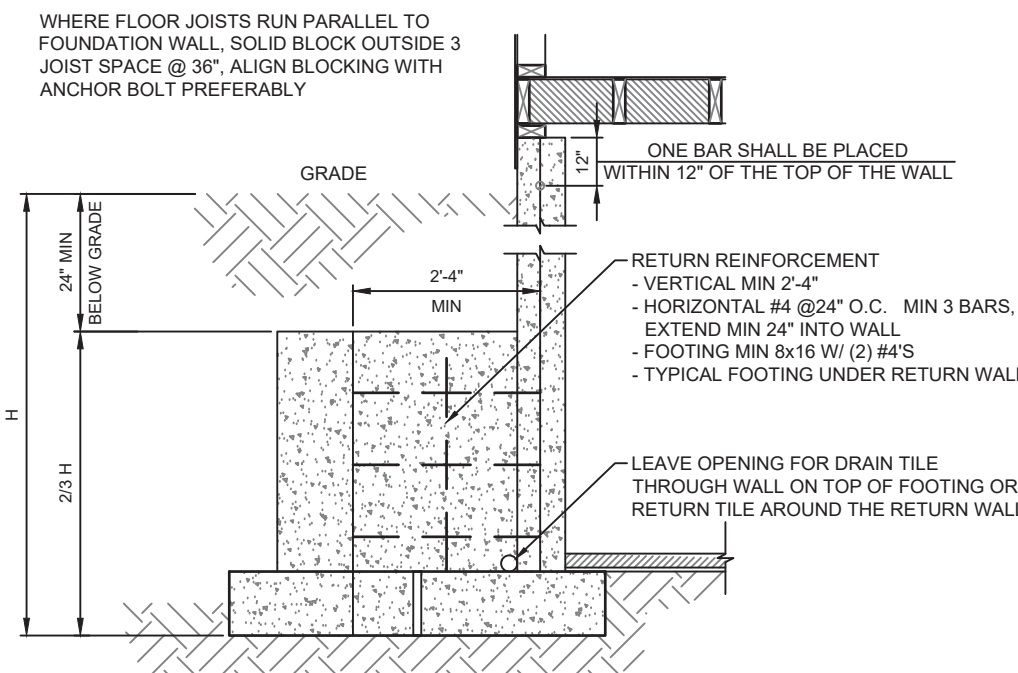 WHERE FLOOR JOISTS RUN PARALLEL TO
FOUNDATION WALL, SOLID BLOCK OUTSIDE 3
JOIST SPACE @ 36", ALIGN BLOCKING WITH
ANCHOR BOLT PREFERABLY
12"
ONE BAR SHALL BE PLACED
WITHIN 12" OF THE TOP OF THE WALL
GRADE
24" MIN
BELOW GRADE
2'-4"
MIN
RETURN REINFORCEMENT
- VERTICAL MIN 2'-4"
- HORIZONTAL #4 @24" O.C. MIN 3 BARS,
EXTEND MIN 24" INTO WALL
- FOOTING MIN 8x16 W/ (2) #4'S
- TYPICAL FOOTING UNDER RETURN WALL
H
2/3 H
LEAVE OPENING FOR DRAIN TILE
THROUGH WALL ON TOP OF FOOTING OR
RETURN TILE AROUND THE RETURN WALL